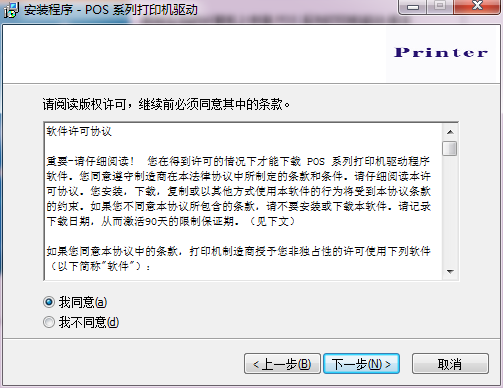 安装程序 - POS 系列打印机驱动
Printer
请阅读版权许可，继续前必须同意其中的条款。
软件许可协议
重要-请仔细阅读! 您在得到许可的情况下才能下载 POS 系列打印机驱动程序
软件。您同意遵守制造商在本法律协议中所制定的条款和条件。请仔细阅读本许
可协议。您安装，下载，复制或以其他方式使用本软件的行为将受到本协议条款
的约束。如果您不同意本协议所包含的条款，请不要安装或下载本软件。请记录
下载日期，从而激活90天的限制保证期。（见下文）
如果您同意本协议中的条款，打印机制造商授予您非独占性的许可使用下列软件
（以下简称"软件"）：
我同意(a)
我不同意(d)
< 上一步(B)
下一步(N) >
取消